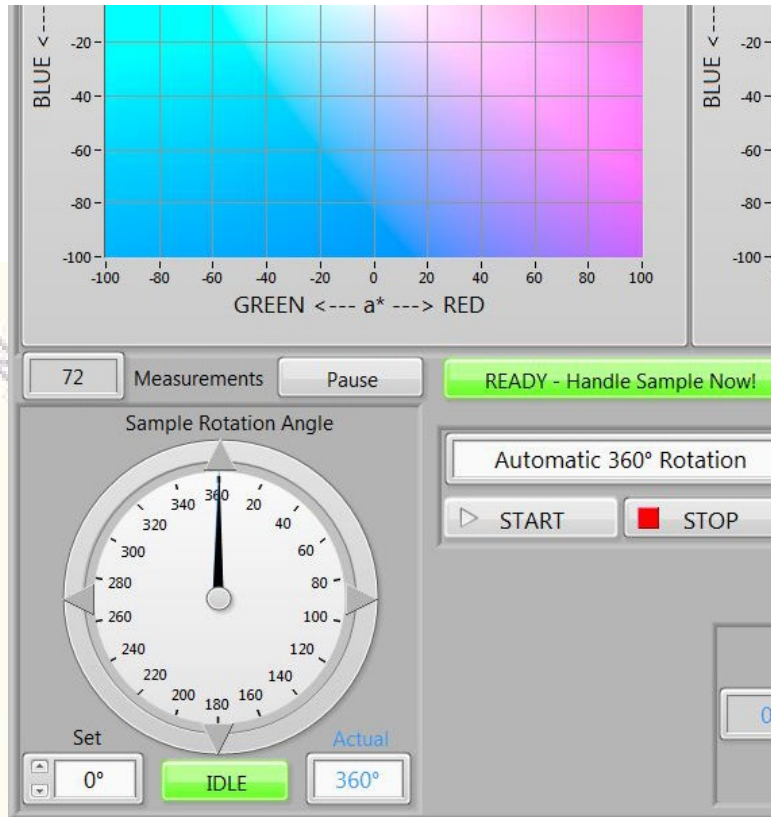 -20
-40
-60
-80
-100
BLUE <---
-100 -80 -60 -40 -20 0 20 40 60 80 100
GREEN <--- a* ---> RED
-20
-40
-60
-80
-100
BLUE <---
72 Measurements Pause
READY - Handle Sample Now!
Sample Rotation Angle
340 360 20
320 40
300 60
280 80
260 100
240 120
220 140
200 180 160
Set
Actual
0° IDLE 360°
Automatic 360° Rotation
START STOP
0